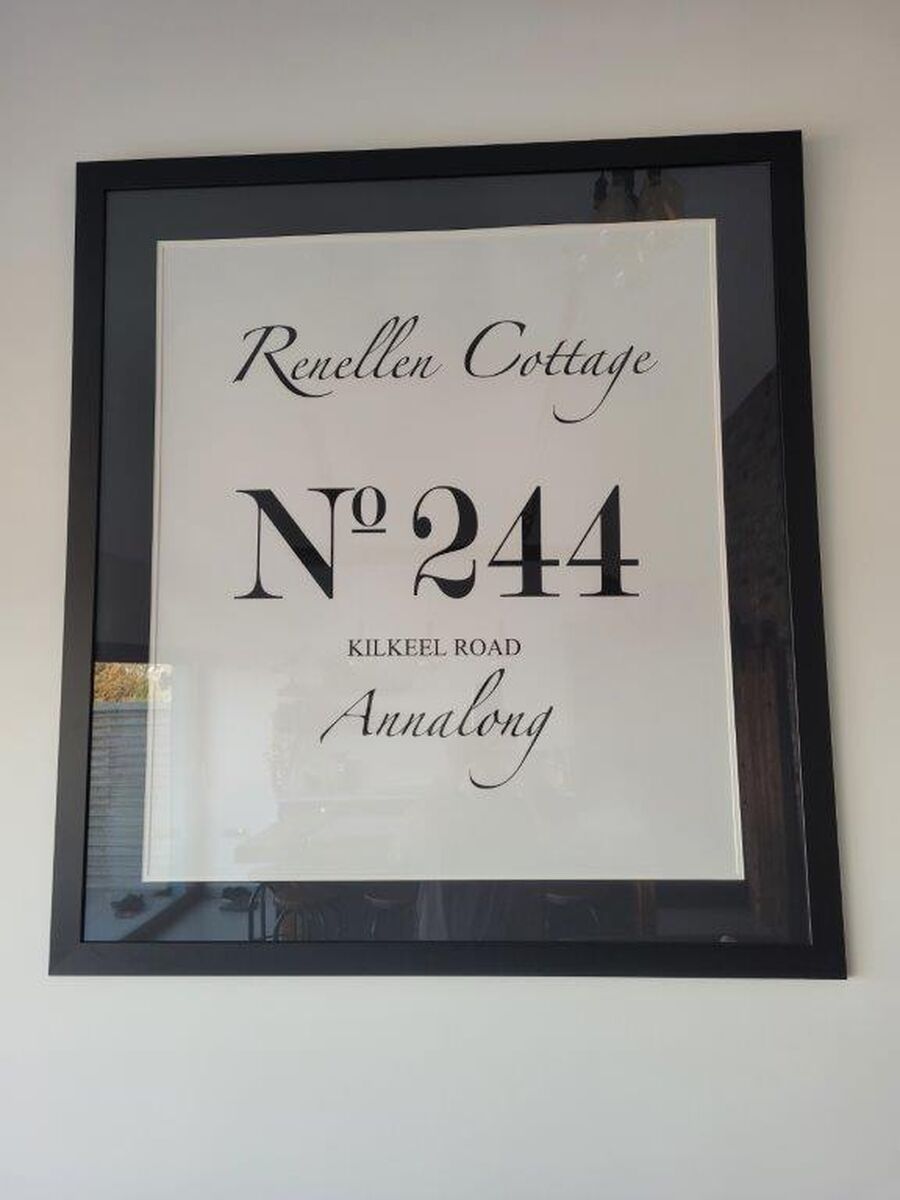 Renellen Cottage
Nº 244
KILKEEL ROAD
Annalong